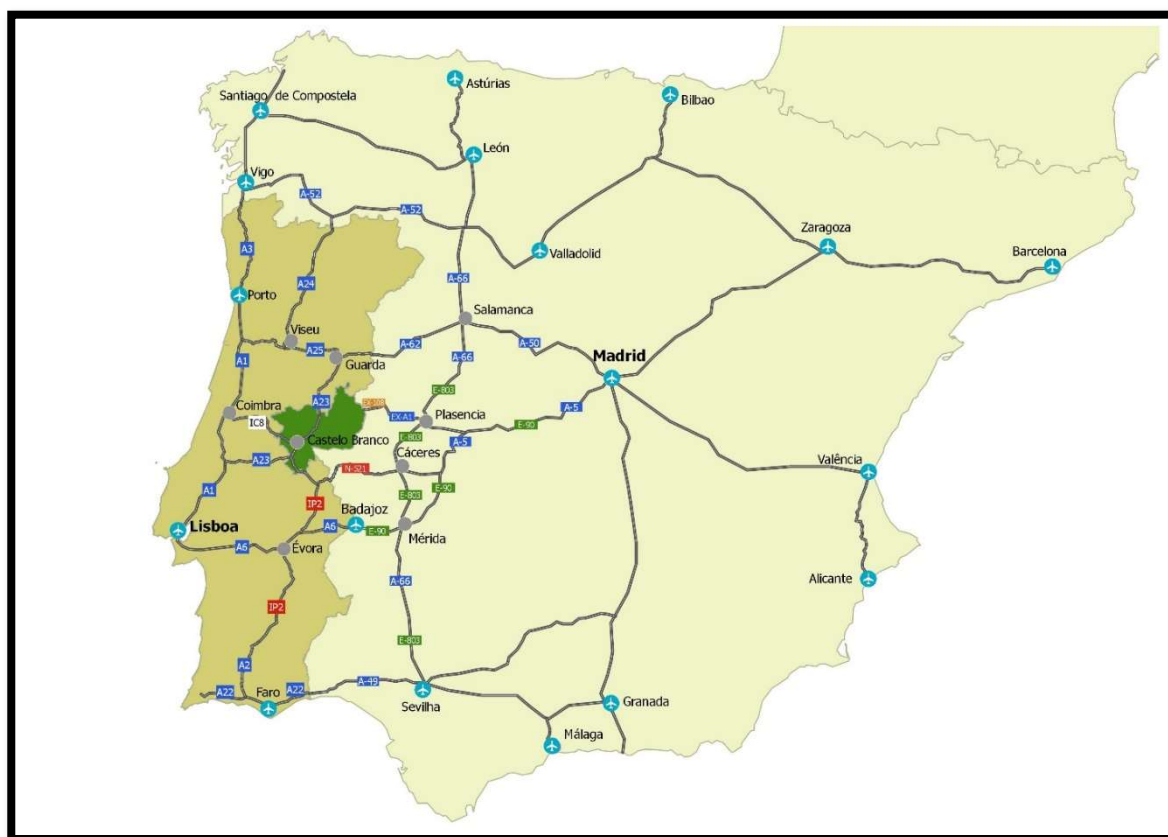 Astúrias
Santiago de Compostela
Bilbao
León
Vigo
A-52
A-52
A3
Valladolid
Zaragoza
Barcelona
A24
A-66
Porto
Salamanca
Viseu
A25
A-62
A-50
Guarda
A1
A-66
Madrid
E-803
A23
Coimbra
EX-A1
Plasencia
A-5
IC8
E-90
Castelo Branco
E-803
A-5
A23
Cáceres
N-521
Valência
A1
E-803
E-90
IP2
Badajoz
Lisboa
A6
E-90
Mérida
A6
Évora
A-66
Alicante
IP2
E-803
A2
A22
Faro
A22
A-49
Sevilha
Granada
Málaga